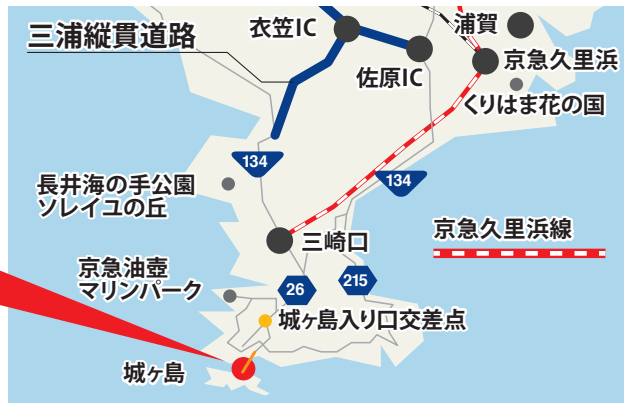 三浦縦貫道路
衣笠IC
浦賀
佐原IC
京急久里浜
くりはま花の国
134
134
長井海の手公園
ソレイユの丘
三崎口
京急久里浜線
京急油壺
マリンパーク
26
215
城ヶ島入り口交差点
城ヶ島